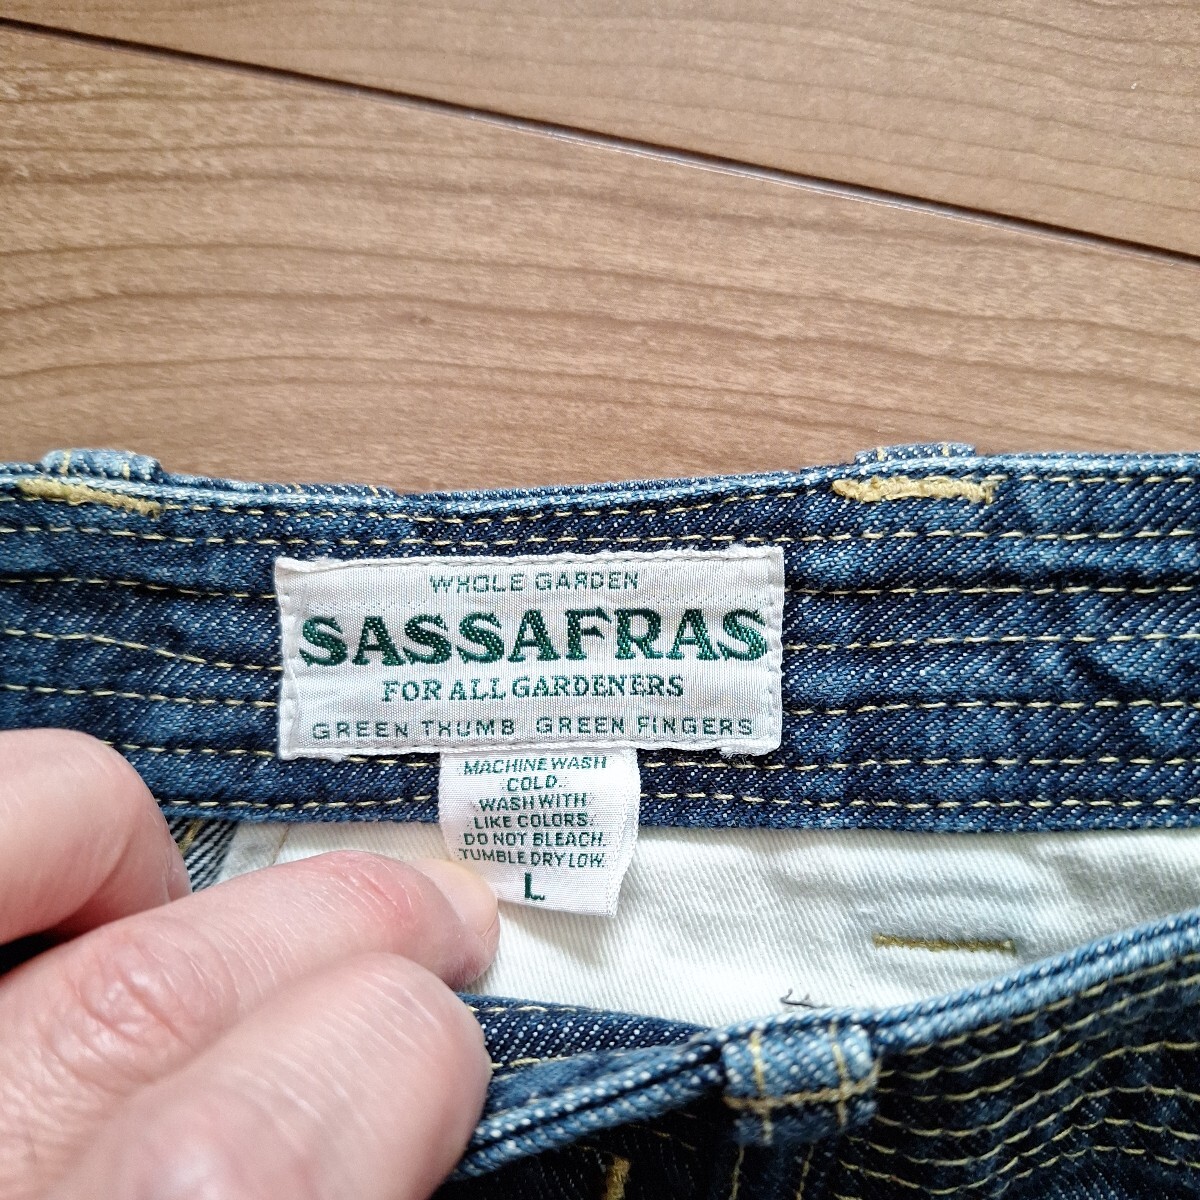 WHOLE GARDEN
SASSAFRAS
FOR ALL GARDENERS
GREEN THUMB GREEN FINGERS
MACHINE WASH
COLD.
WASH WITH
LIKE COLORS.
DO NOT BLEACH.
TUMBLE DRY LOW.
L